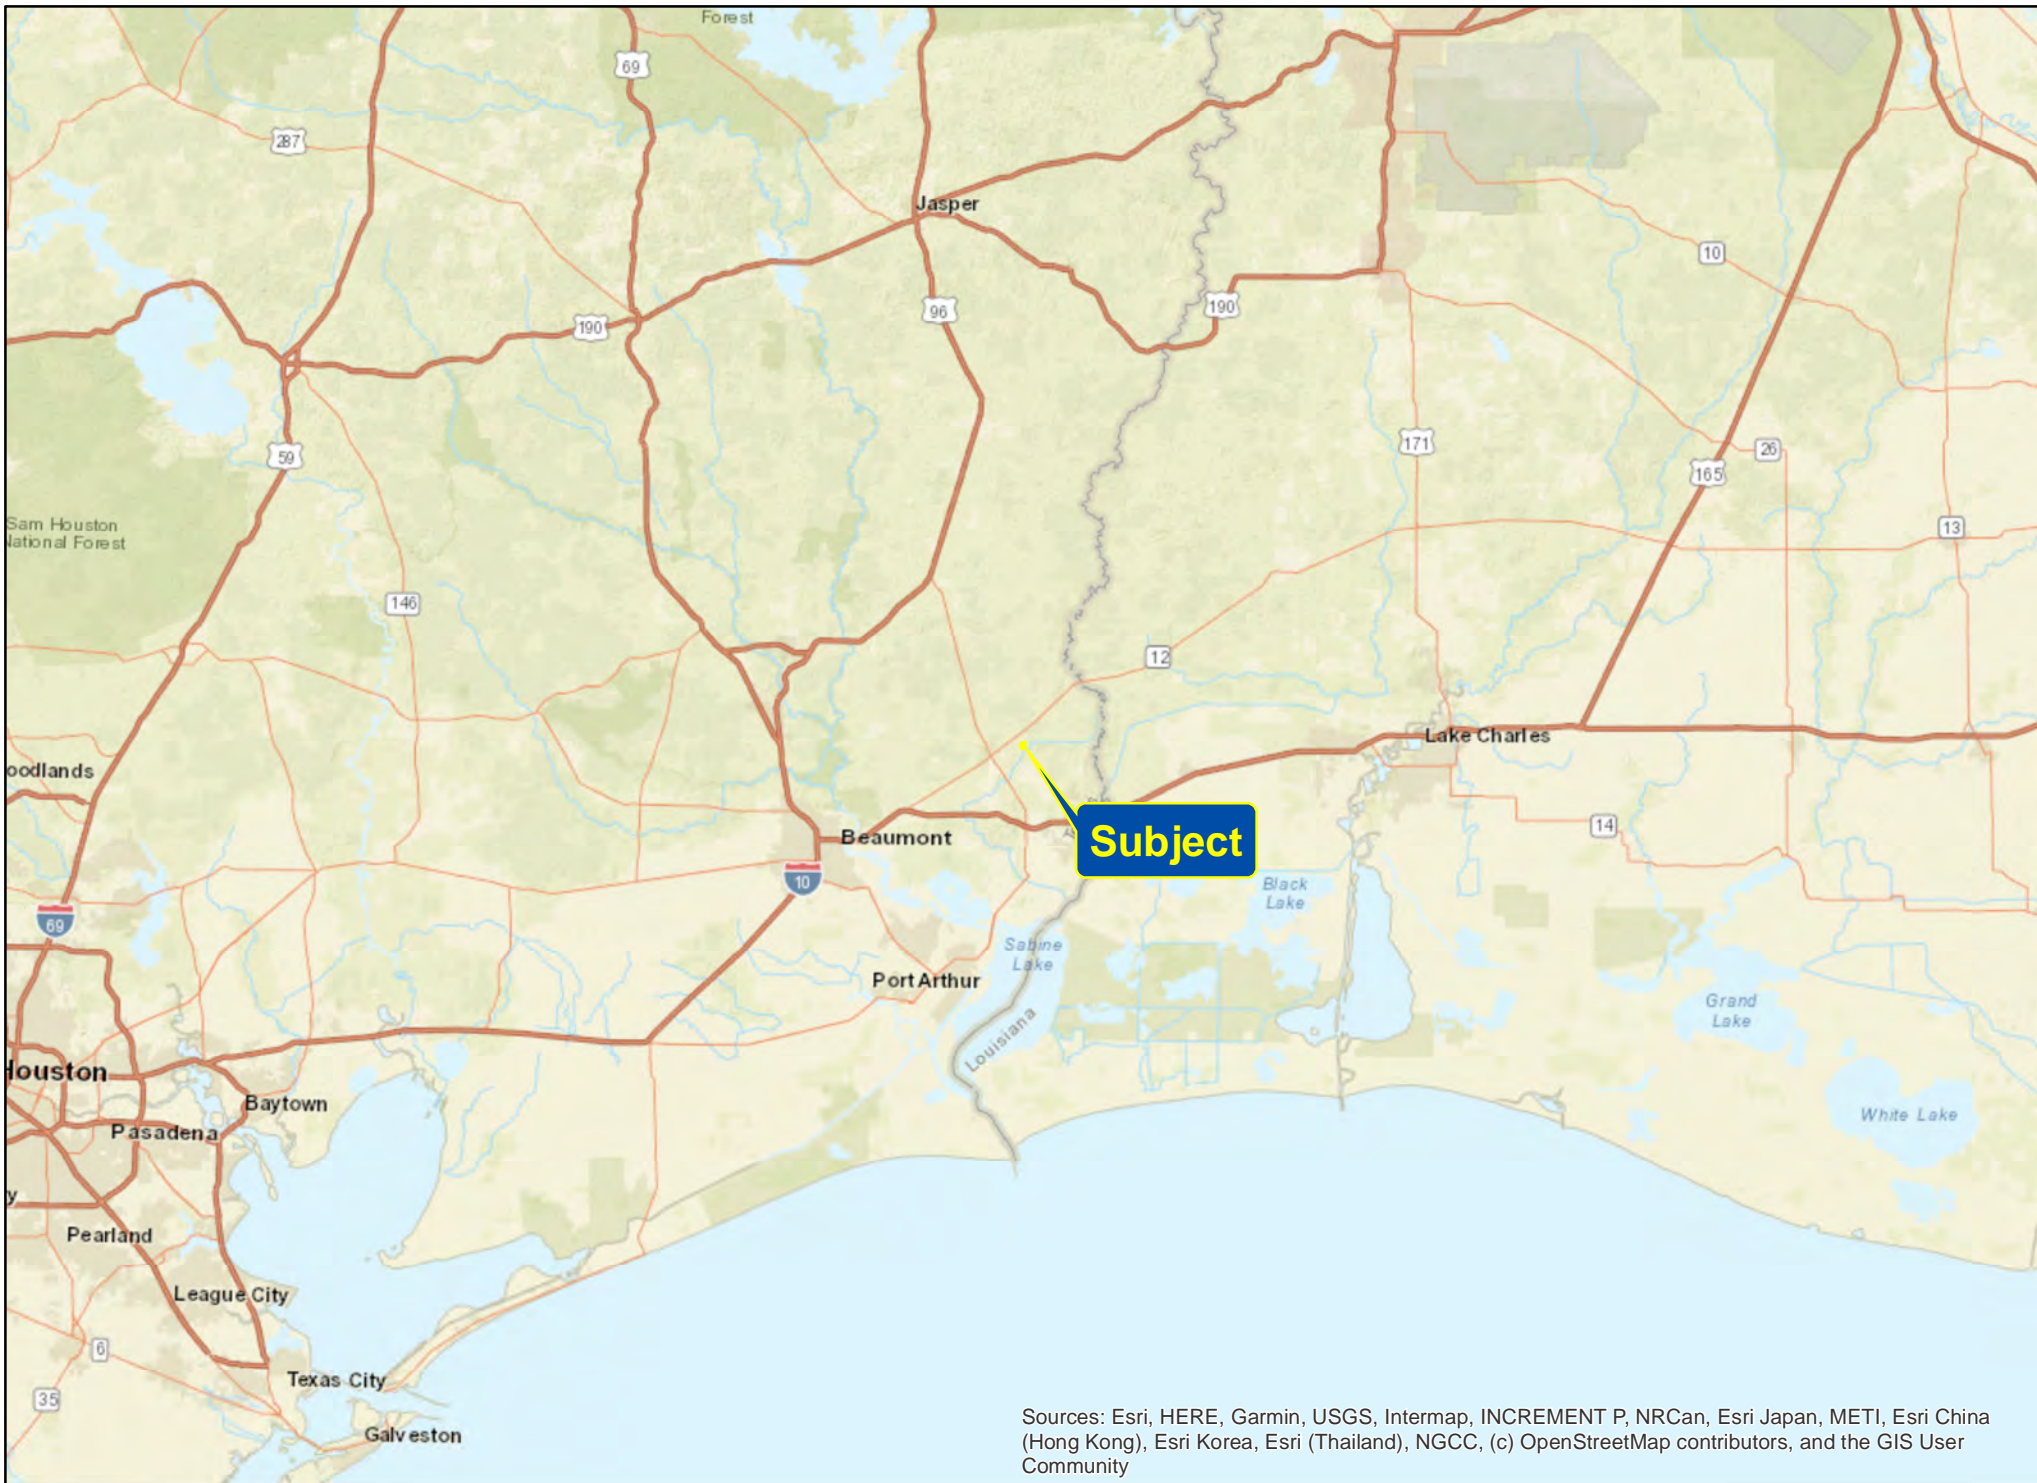 Forest
69
287
Jasper
10
96
190
190
171
26
59
165
Sam Houston
National Forest
13
146
12
Lake Charles
oodlands
14
Beaumont
Subject
10
Black
Lake
69
Sabine
Lake
Port Arthur
Grand
Lake
Louisiana
Houston
Baytown
White Lake
Pasadena
y
Pearland
League City
6
Texas City
35
Galveston
Sources: Esri, HERE, Garmin, USGS, Intermap, INCREMENT P, NRCan, Esri Japan, METI, Esri China
(Hong Kong), Esri Korea, Esri (Thailand), NGCC, (c) OpenStreetMap contributors, and the GIS User
Community